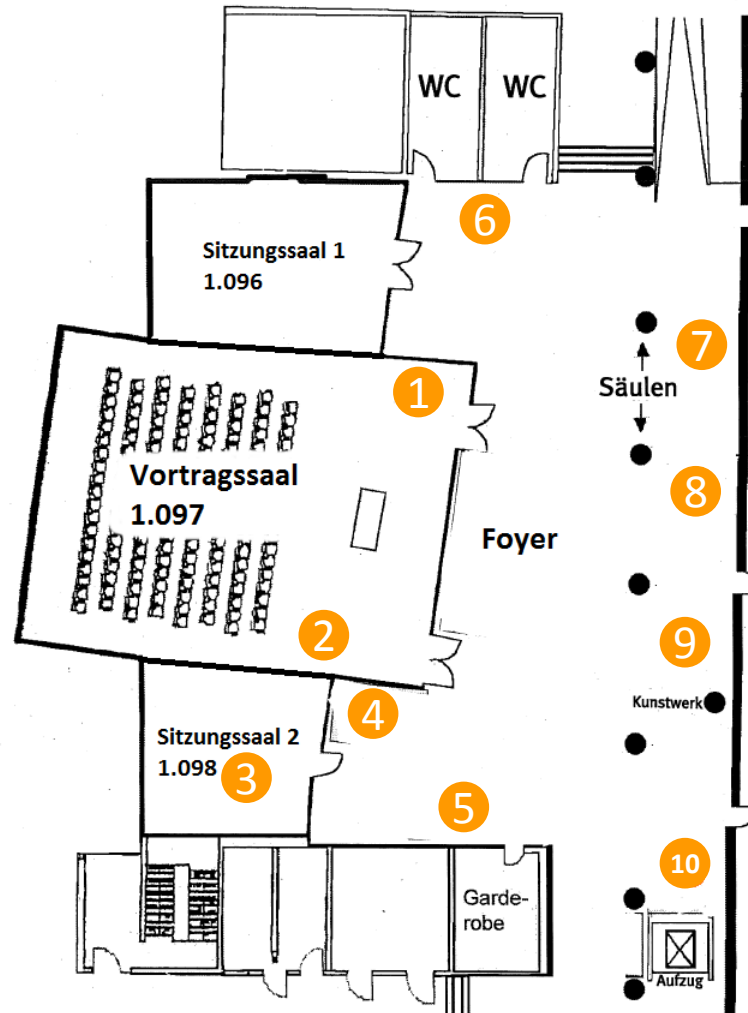 WC
WC
6
Sitzungssaal 1
1.096
7
1
Säulen
Vortragssaal
1.097
8
Foyer
2
9
Kunstwerk
4
Sitzungssaal 2
1.098
3
5
10
Garde-
robe
Aufzug